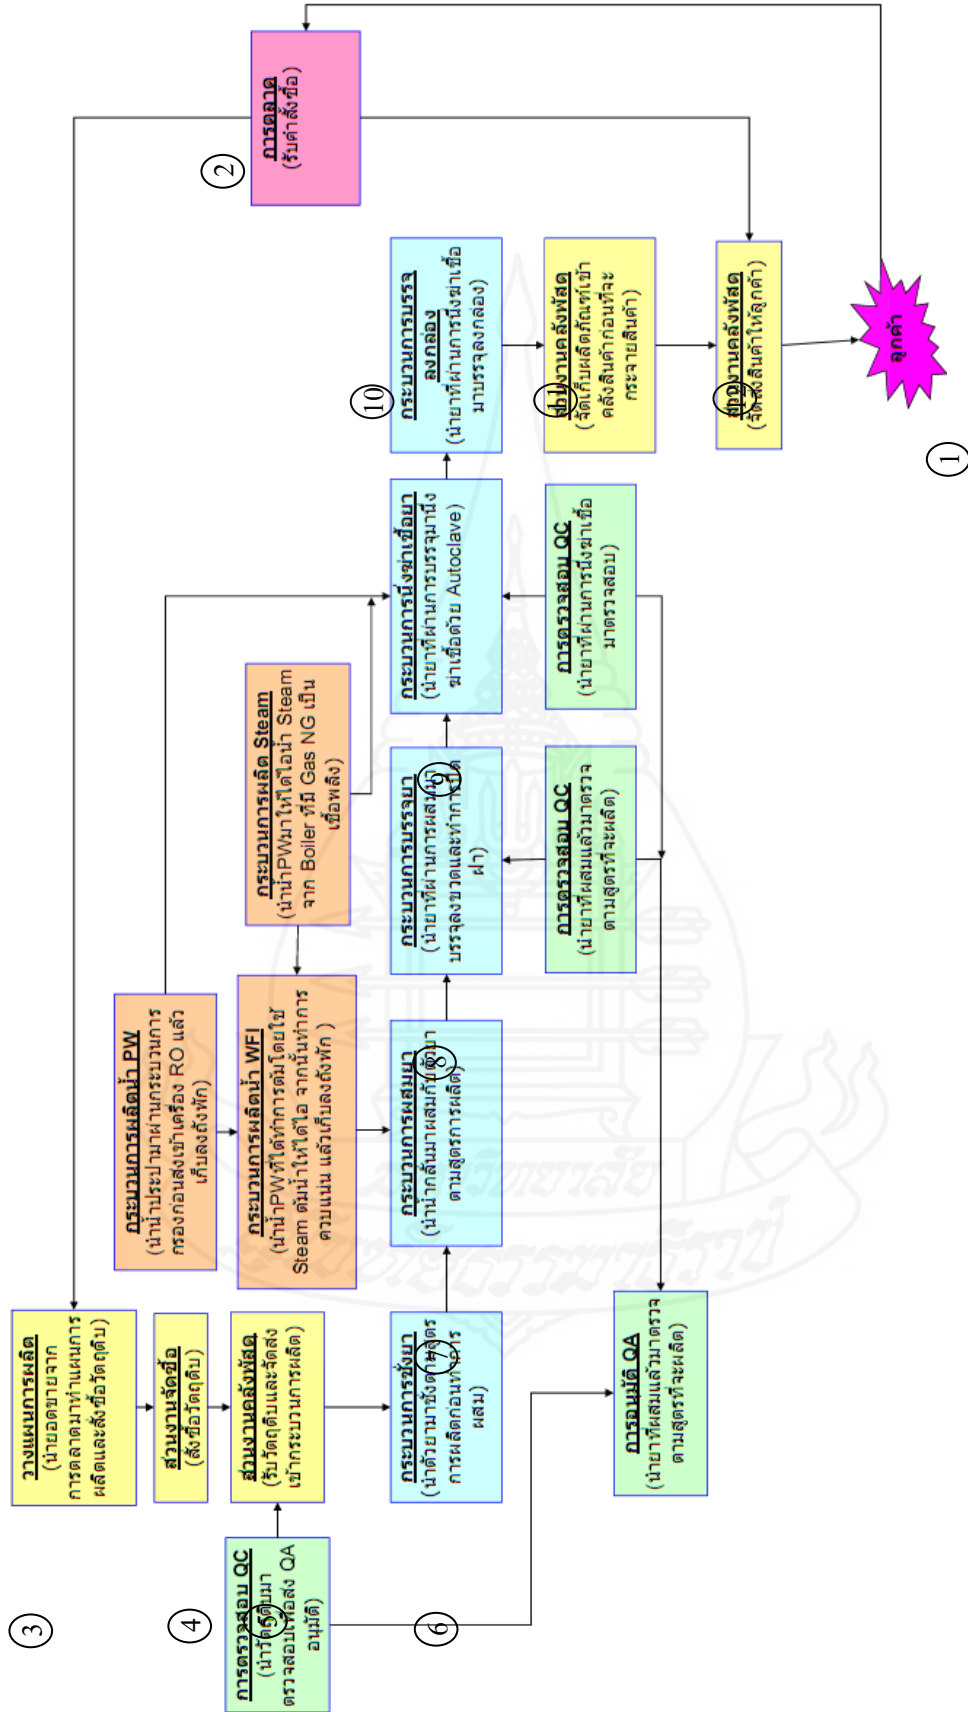 วางแผนการผลิต
(นำยอดขายจาก
การตลาดมาทำแผนการ
ผลิตและสั่งซื้อวัตถุดิบ)
3
ส่วนงานจัดซื้อ
(สั่งซื้อวัตถุดิบ)
4
ส่วนงานคลังพัสดุ
(รับวัตถุดิบและจัดส่ง
เข้ากระบวนการผลิต)
5
การตรวจสอบ QC
(นำวัตถุดิบมา
ตรวจสอบเพื่อส่ง QA
อนุมัติ)
6
กระบวนการผลิตน้ำ PW
(นำน้ำประปามาผ่านกระบวนการ
กรองก่อนส่งเข้าเครื่อง RO แล้ว
เก็บลงถังพัก)
กระบวนการผลิตน้ำ WFI
(นำน้ำPWที่ได้ทำการต้มโดยใช้
Steam ต้มน้ำให้ได้ไอ จากนั้นทำการ
ควบแน่น แล้วเก็บลงถังพัก )
กระบวนการผลิต Steam
(นำน้ำPWมาให้ได้ไอน้ำ Steam
จาก Boiler ที่มี Gas NG เป็น
เชื้อพลิง)
การตลาด
(รับคำสั่งซื้อ)
2
กระบวนการชั่งยา
(นำตัวยามาชั่งตามสูตร
การผลิตก่อนทำการ
ผสม)
7
กระบวนการผสมยา
(นำน้ำกลั่นมาผสมกับตัวยา
ตามสูตรการผลิต)
8
กระบวนการบรรจุยา
(นำยาที่ผ่านการผสมมา
บรรจุลงขวดและทำการปิด
ฝา)
9
กระบวนการนึ่งฆ่าเชื้อยา
(นำยาที่ผ่านการบรรจุมานึ่ง
ฆ่าเชื้อด้วย Autoclave)
กระบวนการบรรจุ
ลงกล่อง
(นำยาที่ผ่านการนึ่งฆ่าเชื้อ
มาบรรจุลงกล่อง)
10
การตรวจสอบ QC
(นำยาที่ผสมแล้วมาตรวจ
ตามสูตรที่จะผลิต)
การตรวจสอบ QC
(นำยาที่ผ่านการนึ่งฆ่าเชื้อ
มาตรวจสอบ)
ส่วนงานคลังพัสดุ
(จัดเก็บผลิตภัณฑ์เข้า
คลังสินค้าก่อนที่จะ
กระจายสินค้า)
11
การอนุมัติ QA
(นำยาที่ผสมแล้วมาตรวจ
ตามสูตรที่จะผลิต)
ส่วนงานคลังพัสดุ
(จัดส่งสินค้าให้ลูกค้า)
12
ลูกค้า
1